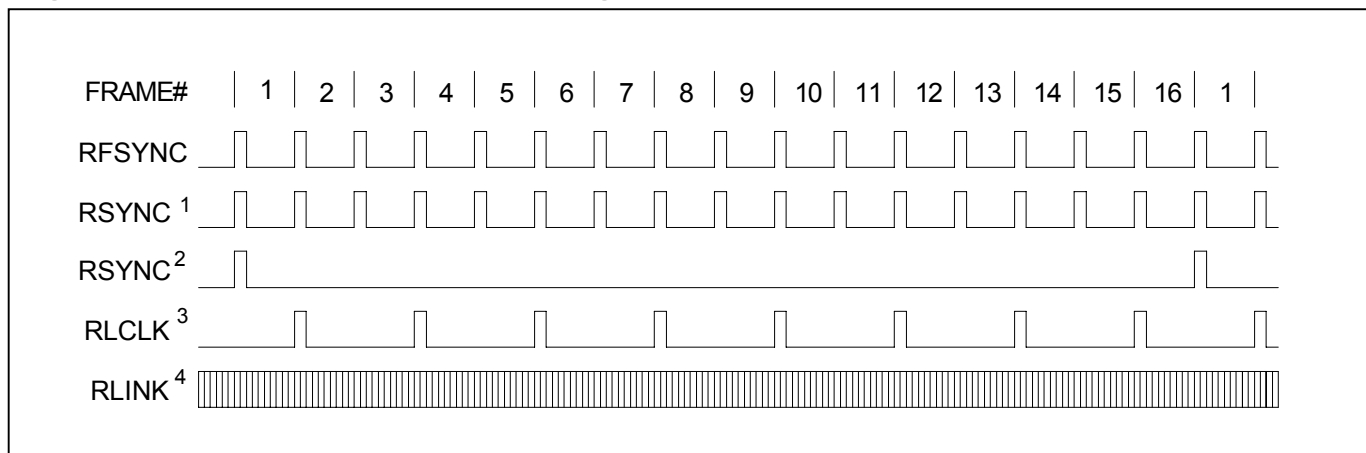 FRAME# 1 2 3 4 5 6 7 8 9 10 11 12 13 14 15 16 1
RFSYNC
RSYNC 1
RSYNC 2
RLCLK 3
RLINK 4